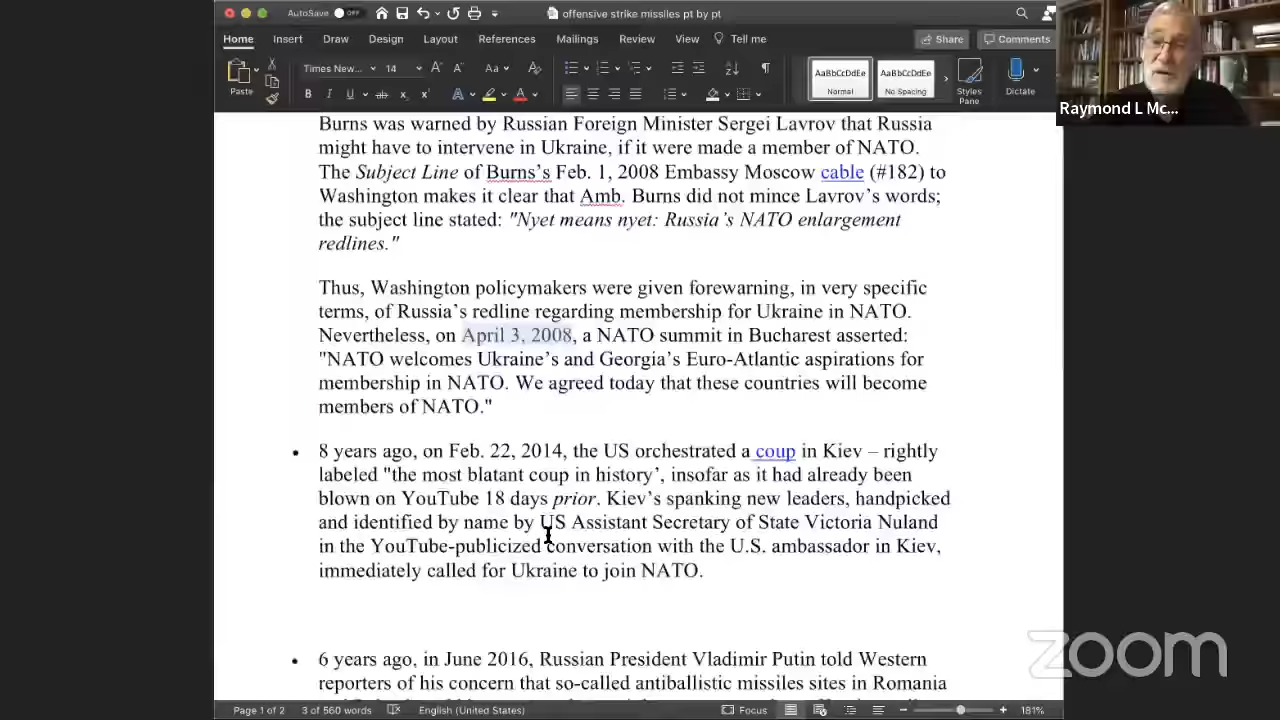 AutoSave OFF
offensive strike missiles pt by pt
Home Insert Draw Design Layout References Mailings Review View Tell me Share Comments
Paste
Times New... 14
AaBbCcDdEe AaBbCcDdEe
Normal No Spacing
Styles Pane
Dictate
Raymond L Mc...
Burns was warned by Russian Foreign Minister Sergei Lavrov that Russia
might have to intervene in Ukraine, if it were made a member of NATO.
The Subject Line of Burns’s Feb. 1, 2008 Embassy Moscow cable (#182) to
Washington makes it clear that Amb. Burns did not mince Lavrov’s words;
the subject line stated: "Nyet means nyet: Russia’s NATO enlargement
redlines."
Thus, Washington policymakers were given forewarning, in very specific
terms, of Russia’s redline regarding membership for Ukraine in NATO.
Nevertheless, on April 3, 2008, a NATO summit in Bucharest asserted:
"NATO welcomes Ukraine’s and Georgia’s Euro-Atlantic aspirations for
membership in NATO. We agreed today that these countries will become
members of NATO."
• 8 years ago, on Feb. 22, 2014, the US orchestrated a coup in Kiev – rightly
labeled "the most blatant coup in history’, insofar as it had already been
blown on YouTube 18 days prior. Kiev’s spanking new leaders, handpicked
and identified by name by US Assistant Secretary of State Victoria Nuland
in the YouTube-publicized conversation with the U.S. ambassador in Kiev,
immediately called for Ukraine to join NATO.
• 6 years ago, in June 2016, Russian President Vladimir Putin told Western
reporters of his concern that so-called antiballistic missiles sites in Romania
zoom
Page 1 of 2 3 of 560 words English (United States) Focus 181%